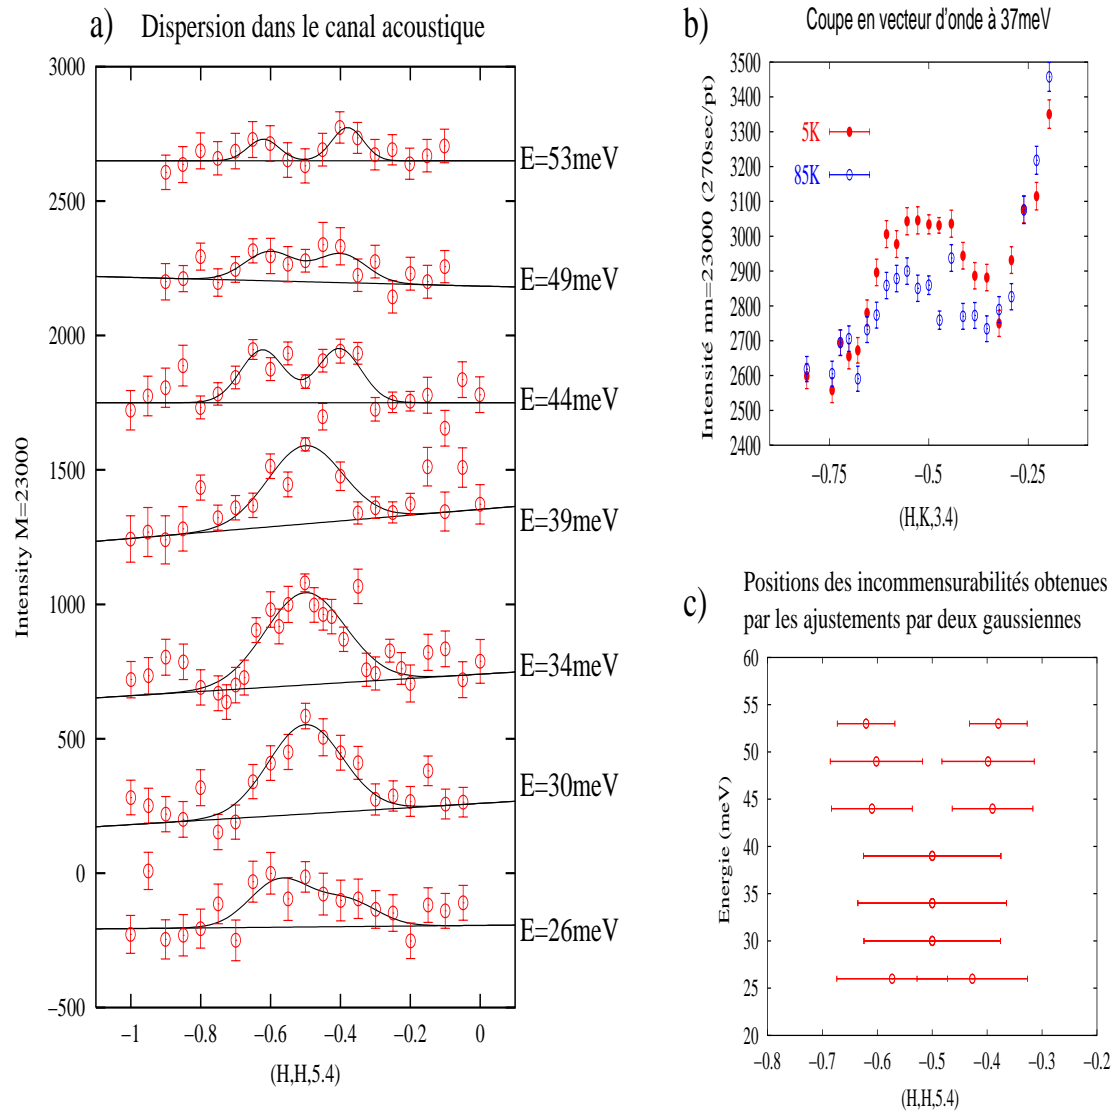 a) Dispersion dans le canal acoustique
3000
2500
2000
1500
1000
500
0
−500
Intensity M=23000
E=53meV
E=49meV
E=44meV
E=39meV
E=34meV
E=30meV
E=26meV
−1 −0.8 −0.6 −0.4 −0.2 0
(H,H,5.4)
b) Coupe en vecteur d'onde à 37meV
3500
3400
3300
3200
3100
3000
2900
2800
2700
2600
2500
2400
Intensité mn=23000 (270sec/pt)
5K
85K
−0.75 −0.5 −0.25
(H,K,3.4)
c) Positions des incommensurabilités obtenues
par les ajustements par deux gaussiennes
60
55
50
45
40
35
30
25
20
Energie (meV)
−0.8 −0.7 −0.6 −0.5 −0.4 −0.3 −0.2
(H,H,5.4)